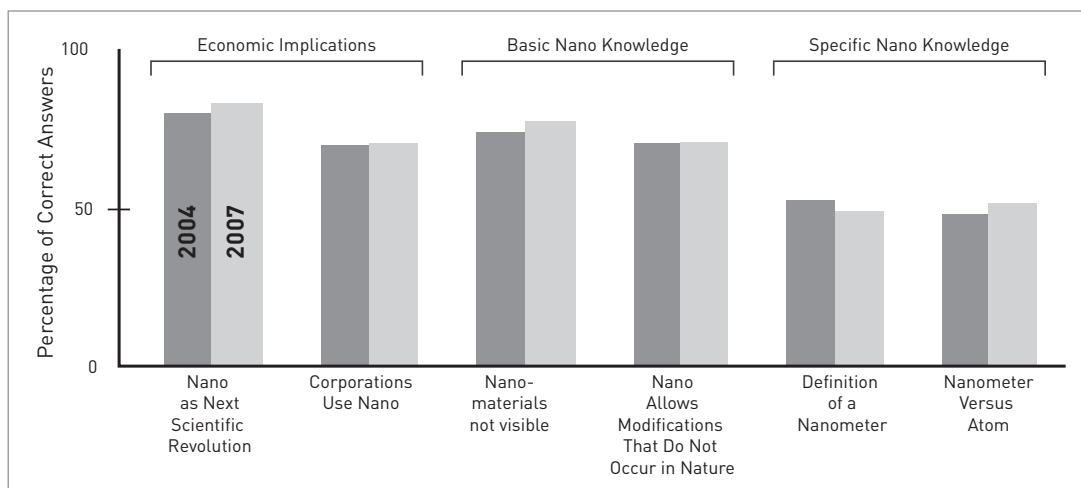 Economic Implications
Basic Nano Knowledge
Specific Nano Knowledge
Percentage of Correct Answers
100
50
0
2004
2007
Nano
as Next
Scientific
Revolution
Corporations
Use Nano
Nano-
materials
not visible
Nano
Allows
Modifications
That Do Not
Occur in Nature
Definition
of a
Nanometer
Nanometer
Versus
Atom